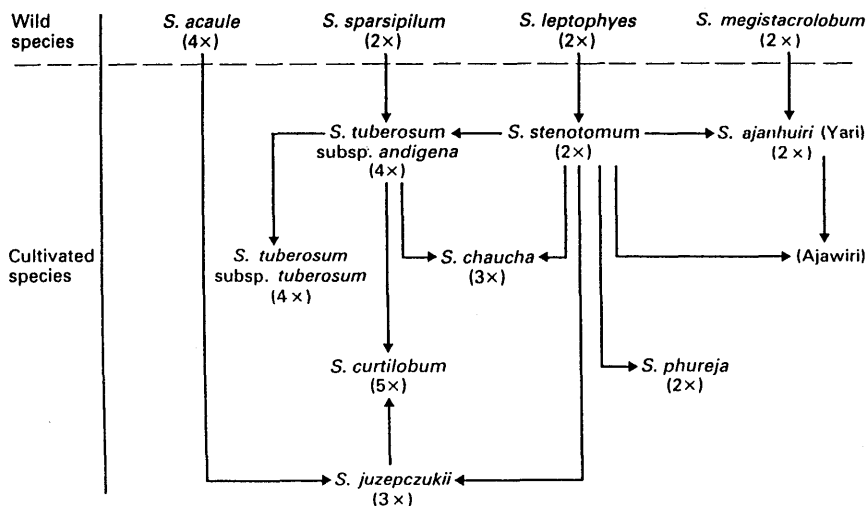 Wild species
S. acaule (4×)
S. sparsipilum (2×)
S. leptophyes (2×)
S. megistacrolobum (2×)
Cultivated species
S. tuberosum
subsp. andigena
(4×)
S. stenotomum
(2×)
S. ajanhuiri (Yari)
(2×)
S. tuberosum
subsp. tuberosum
(4×)
S. chaucha
(3×)
(Ajawiri)
S. curtilobum
(5×)
S. phureja
(2×)
S. juzepczukii
(3×)